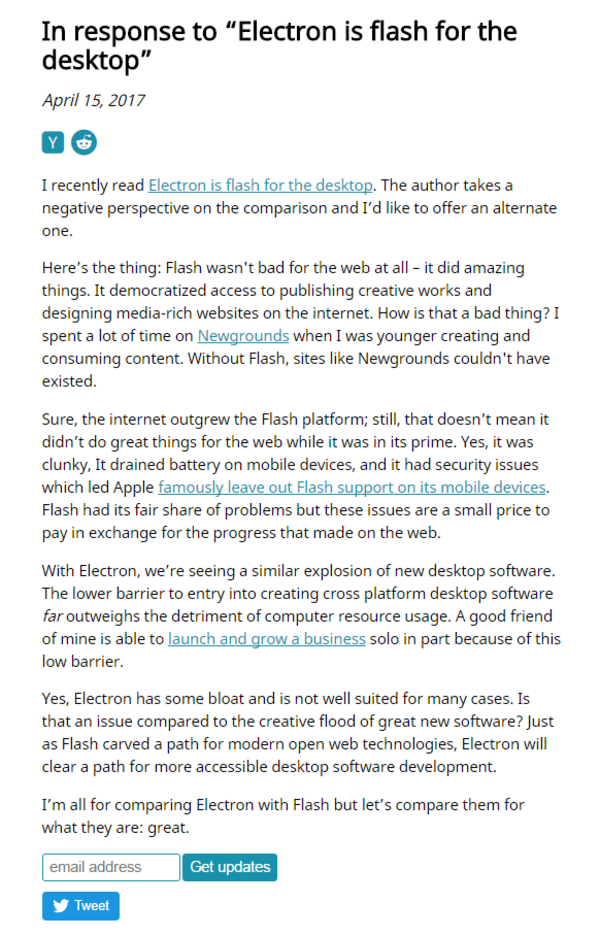 In response to “Electron is flash for the
desktop”
April 15, 2017
Y
I recently read Electron is flash for the desktop. The author takes a
negative perspective on the comparison and I’d like to offer an alternate
one.
Here’s the thing: Flash wasn't bad for the web at all – it did amazing
things. It democratized access to publishing creative works and
designing media-rich websites on the internet. How is that a bad thing? I
spent a lot of time on Newgrounds when I was younger creating and
consuming content. Without Flash, sites like Newgrounds couldn't have
existed.
Sure, the internet outgrew the Flash platform; still, that doesn’t mean it
didn’t do great things for the web while it was in its prime. Yes, it was
clunky, It drained battery on mobile devices, and it had security issues
which led Apple famously leave out Flash support on its mobile devices.
Flash had its fair share of problems but these issues are a small price to
pay in exchange for the progress that made on the web.
With Electron, we’re seeing a similar explosion of new desktop software.
The lower barrier to entry into creating cross platform desktop software
far outweighs the detriment of computer resource usage. A good friend
of mine is able to launch and grow a business solo in part because of this
low barrier.
Yes, Electron has some bloat and is not well suited for many cases. Is
that an issue compared to the creative flood of great new software? Just
as Flash carved a path for modern open web technologies, Electron will
clear a path for more accessible desktop software development.
I’m all for comparing Electron with Flash but let’s compare them for
what they are: great.
email address Get updates
Tweet